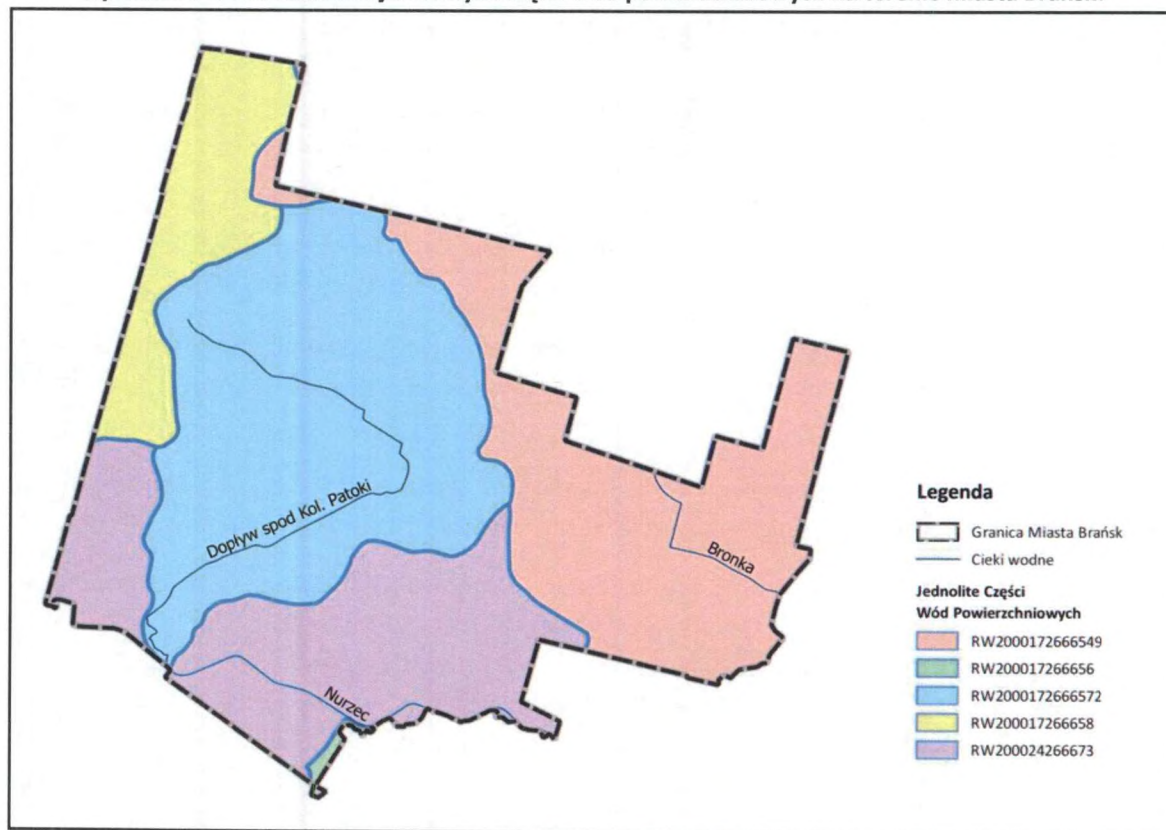 Dopływ spod Kol. Patoki
Bronka
Nurzec
Legenda
Granica Miasta Brańsk
Cieki wodne
Jednolite Części
Wód Powierzchniowych
RW2000172666549
RW200017266656
RW2000172666572
RW200017266658
RW200024266673